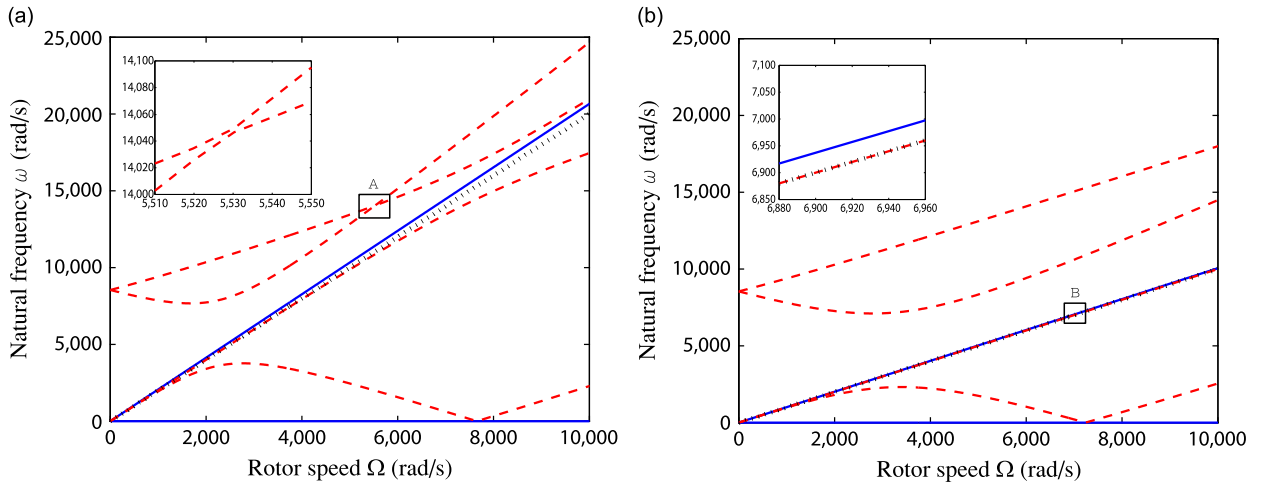 (a)
25,000
20,000
15,000
10,000
5,000
0
Natural frequency ω (rad/s)
14,100
14,080
14,060
14,040
14,020
14,000
5,510 5,520 5,530 5,540 5,550
A
0 2,000 4,000 6,000 8,000 10,000
Rotor speed Ω (rad/s)
(b)
25,000
20,000
15,000
10,000
5,000
0
Natural frequency ω (rad/s)
7,100
7,050
7,000
6,950
6,900
6,850
6,880 6,900 6,920 6,940 6,960
B
0 2,000 4,000 6,000 8,000 10,000
Rotor speed Ω (rad/s)